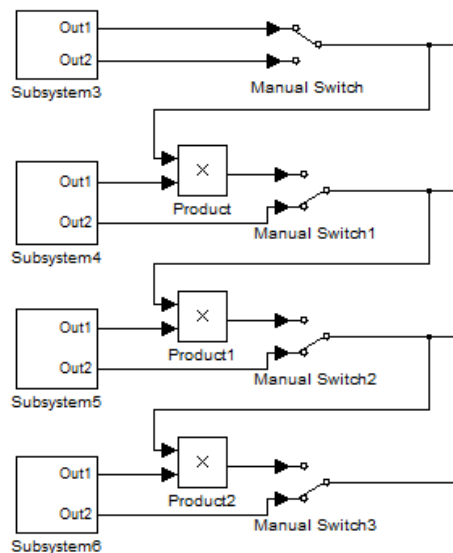 Out1
Out2
Subsystem3
Manual Switch
Out1
Out2
Subsystem4
×
Product
Manual Switch1
Out1
Out2
Subsystem5
×
Product1
Manual Switch2
Out1
Out2
Subsystem6
×
Product2
Manual Switch3